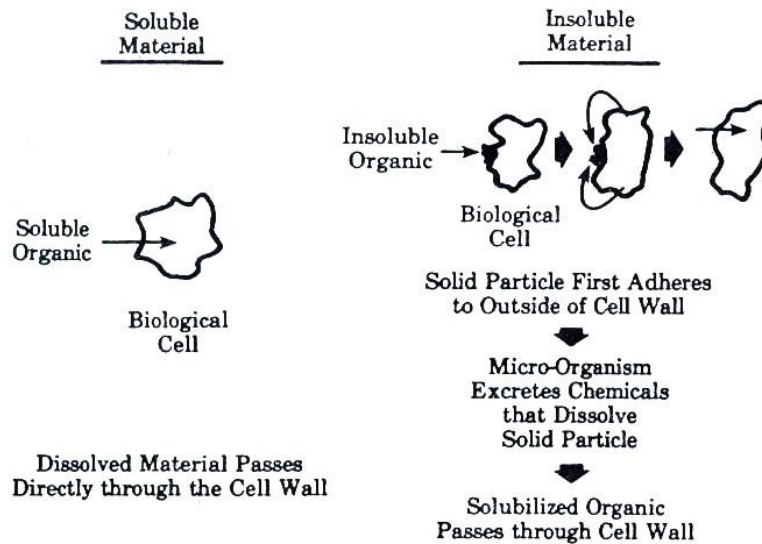 Soluble
Material
Soluble
Organic
Biological
Cell
Dissolved Material Passes
Directly through the Cell Wall
Insoluble
Material
Insoluble
Organic
Biological
Cell
Solid Particle First Adheres
to Outside of Cell Wall
Micro-Organism
Excretes Chemicals
that Dissolve
Solid Particle
Solubilized Organic
Passes through Cell Wall